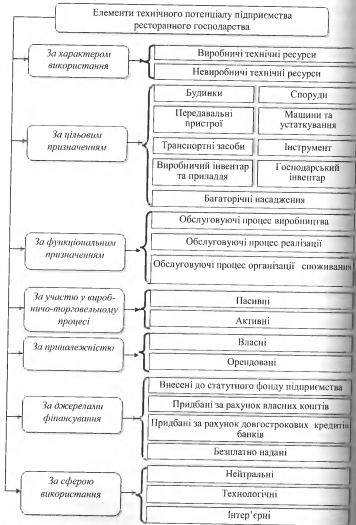 Елементи технічного потенціалу підприємства
ресторанного господарства
За характером
використання
Виробничі технічні ресурси
Невиробничі технічні ресурси
За цільовим
призначенням
Будинки
Споруди
Передавальні
пристрої
Машини та
устаткування
Транспортні засоби
Інструмент
Виробничий інвентар
та приладдя
Господарський
інвентар
Багаторічні насадження
За функціональним
призначенням
Обслуговуючі процес виробництва
Обслуговуючі процес реалізації
Обслуговуючі процес організації споживання
За участю у вироб-
ничо-торговельному
процесі
Пасивні
Активні
За приналежністю
Власні
Орендовані
За джерелами
фінансування
Внесені до статутного фонду підприємства
Придбані за рахунок власних коштів
Придбані за рахунок довгострокових кредитів
банків
Безплатно надані
За сферою
використання
Нейтральні
Технологічні
Інтер'єрні